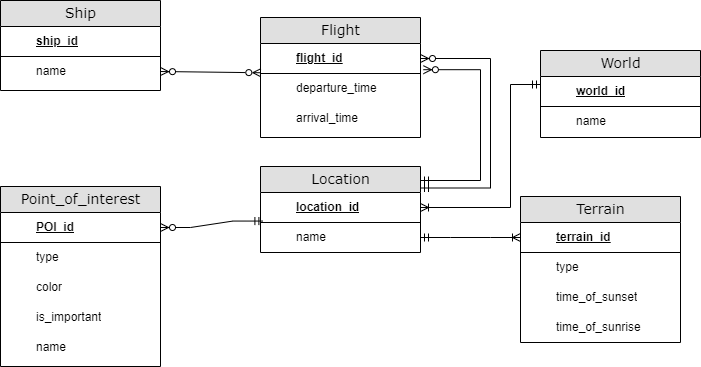 Ship
ship_id
name
Flight
flight_id
departure_time
arrival_time
World
world_id
name
Location
location_id
name
Point_of_interest
POI_id
type
color
is_important
name
Terrain
terrain_id
type
time_of_sunset
time_of_sunrise